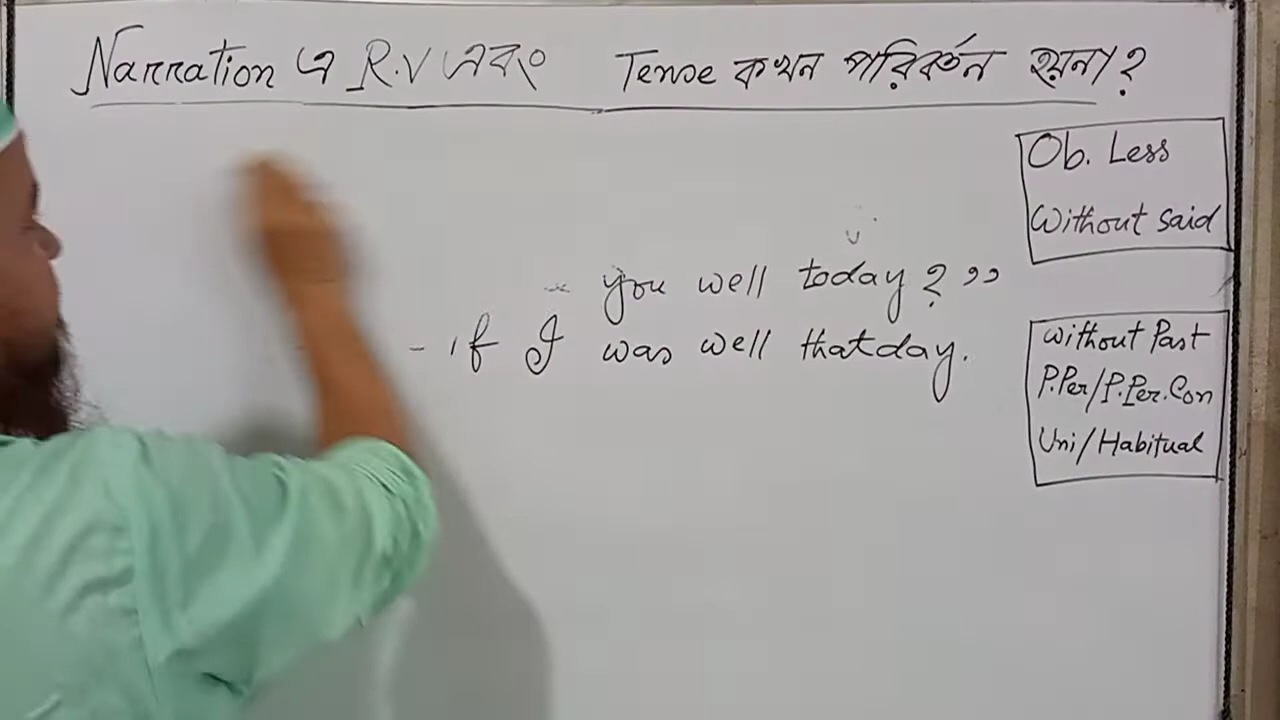 Narration এ R.V এবং Tense কখন পরিবর্তন হয়না?
Ob. Less
Without said
you well today? ”
if I was well thatday.
without Past
P.Per/P.Per.Con
Uni/Habitual